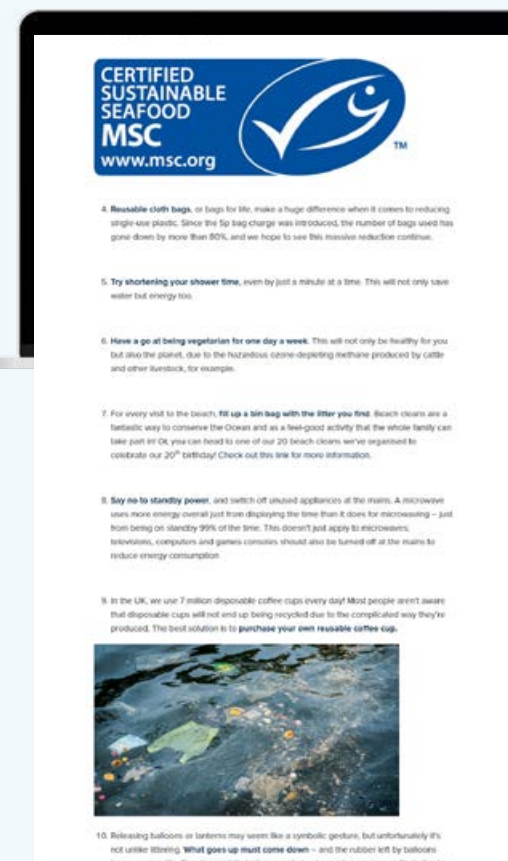 CERTIFIED
SUSTAINABLE
SEAFOOD
MSC
www.msc.org
TM
4. Reusable cloth bags, or bags for life, make a huge difference when it comes to reducing
single-use plastic. Since the 5p bag charge was introduced, the number of bags used has
gone down by more than 80%, and we hope to see this massive reduction continue.
5. Try shortening your shower time, even by just a minute at a time. This will not only save
water but energy too.
6. Have a go at being vegetarian for one day a week. This will not only be healthy for you
but also the planet, due to the hazardous ozone-depleting methane produced by cattle
and other livestock, for example.
7. For every visit to the beach, fill up a bin bag with the litter you find. Beach cleans are a
fantastic way to conserve the Ocean and as a feel-good activity that the whole family can
take part in! Or, you can head to one of our 20 beach cleans we've organised to
celebrate our 20th birthday! Check out this link for more information.
8. Say no to standby power, and switch off unused appliances at the mains. A microwave
uses more energy overall just from displaying the time than it does for microwaving – just
from being on standby 99% of the time. This doesn't just apply to microwaves;
televisions, computers and games consoles should also be turned off at the mains to
reduce energy consumption
9. In the UK, we use 7 million disposable coffee cups every day! Most people aren't aware
that disposable cups will not end up being recycled due to the complicated way they're
produced. The best solution is to purchase your own reusable coffee cup.
10. Releasing balloons or lanterns may seem like a symbolic gesture, but unfortunately it's
not unlike littering. What goes up must come down – and the rubber left by balloons